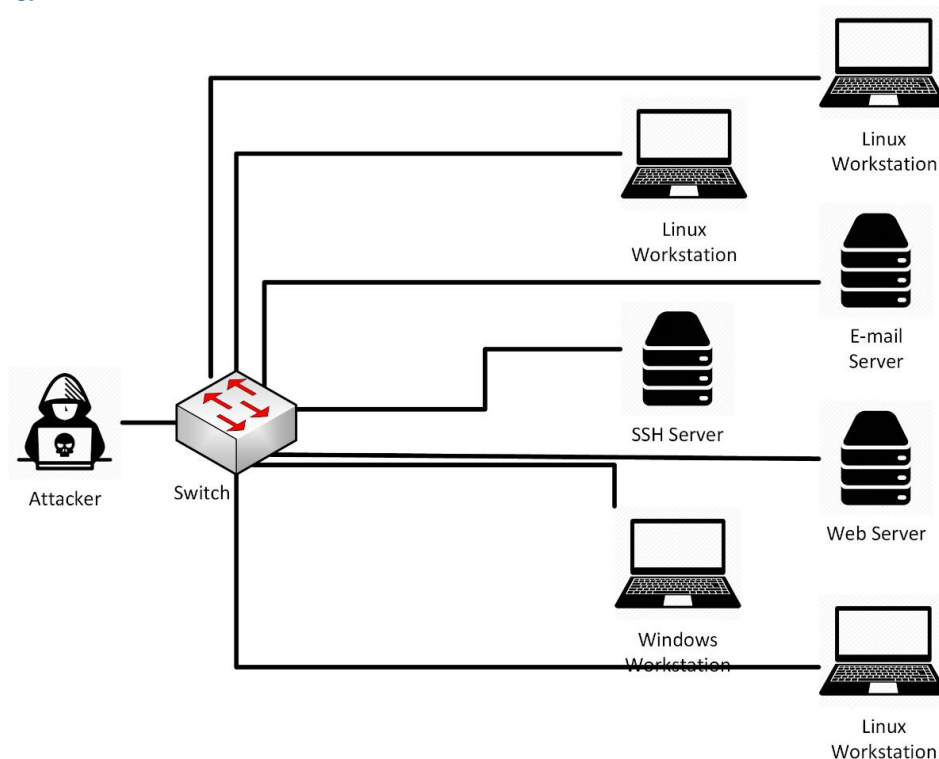 Linux
Workstation
Linux
Workstation
E-mail
Server
SSH Server
Attacker
Switch
Web Server
Windows
Workstation
Linux
Workstation